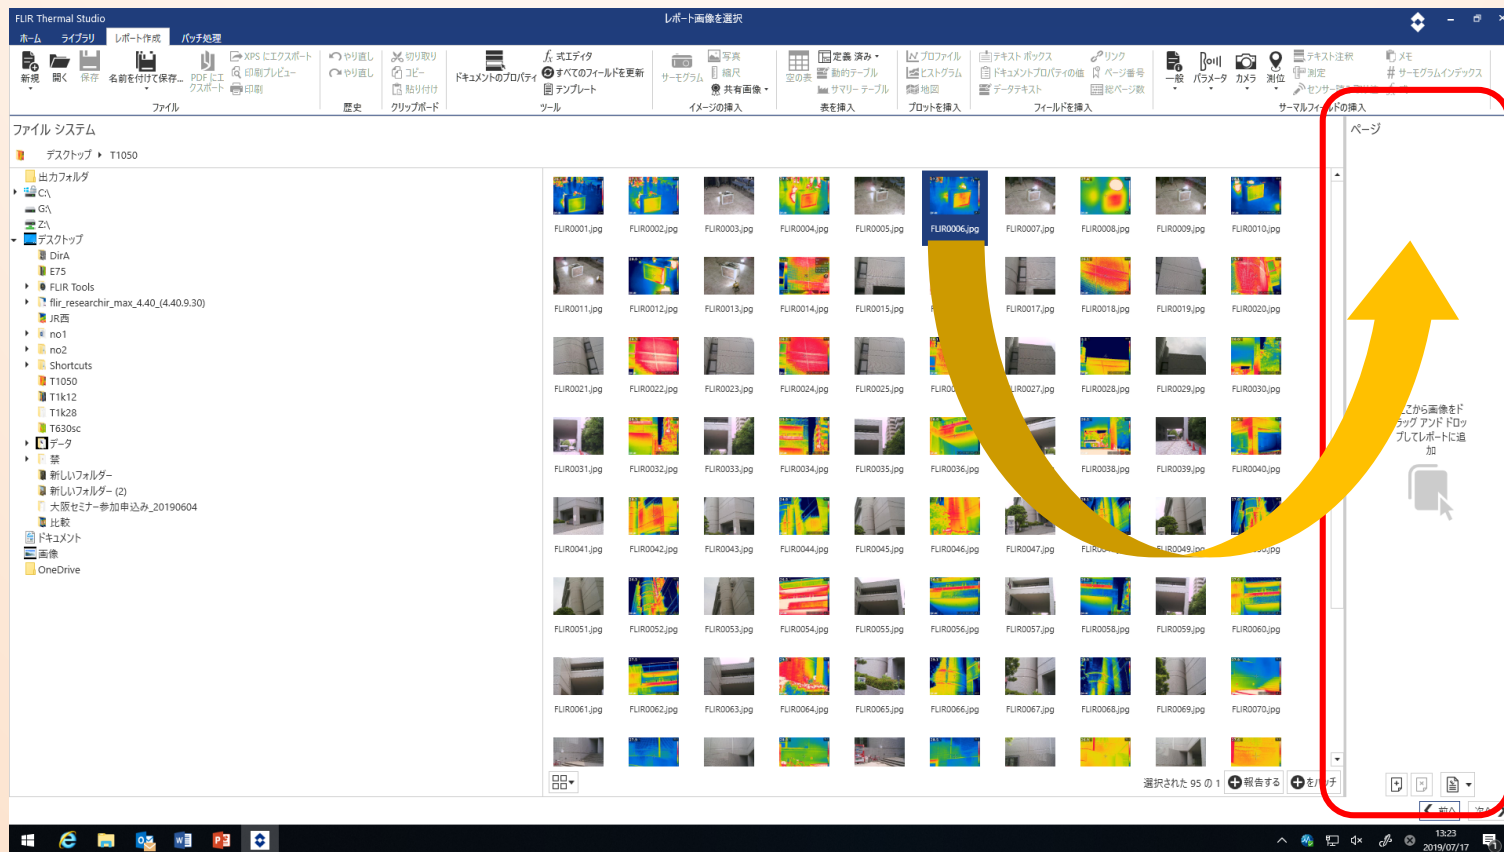 FLIR Thermal Studio
レポート画像を選択
ホーム ライブラリ レポート作成 バッチ処理
新規 開く 保存 名前を付けて保存... PDF にエクスポート
XPS にエクスポート
印刷プレビュー
印刷
やり直し
やり直し
切り取り
コピー
貼り付け
ドキュメントのプロパティ
式エディタ
すべてのフィールドを更新
テンプレート
サーモグラム
写真
縮尺
共有画像
空の表
定義 済み
動的テーブル
サマリー テーブル
プロファイル
ヒストグラム
地図
テキスト ボックス
ドキュメントプロパティの値
データテキスト
リンク
ページ番号
総ページ数
一般 パラメータ カメラ 測位
テキスト注釈
測定
メモ
# サーモグラムインデックス
ファイル 歴史 クリップボード ツール イメージの挿入 表を挿入 プロットを挿入 フィールドを挿入 サーマルフィールドの挿入
ファイル システム
ページ
デスクトップ T1050
出力フォルダ
C:\
G:\
Z:\
デスクトップ
DirA
E75
FLIR Tools
flir_researchir_max_4.40_(4.40.9.30)
JR西
no1
no2
Shortcuts
T1050
T1k12
T1k28
T630sc
データ
禁
新しいフォルダー
新しいフォルダー (2)
大阪セミナー参加申込み_20190604
比較
ドキュメント
画像
OneDrive
FLIR0001.jpg FLIR0002.jpg FLIR0003.jpg FLIR0004.jpg FLIR0005.jpg FLIR0006.jpg FLIR0007.jpg FLIR0008.jpg FLIR0009.jpg FLIR0010.jpg
FLIR0011.jpg FLIR0012.jpg FLIR0013.jpg FLIR0014.jpg FLIR0015.jpg FLIR0017.jpg FLIR0018.jpg FLIR0019.jpg FLIR0020.jpg
FLIR0021.jpg FLIR0022.jpg FLIR0023.jpg FLIR0024.jpg FLIR0025.jpg FLIR0027.jpg FLIR0028.jpg FLIR0029.jpg FLIR0030.jpg
FLIR0031.jpg FLIR0032.jpg FLIR0033.jpg FLIR0034.jpg FLIR0035.jpg FLIR0036.jpg FLIR0038.jpg FLIR0039.jpg FLIR0040.jpg
FLIR0041.jpg FLIR0042.jpg FLIR0043.jpg FLIR0044.jpg FLIR0045.jpg FLIR0046.jpg FLIR0047.jpg FLIR0049.jpg
FLIR0051.jpg FLIR0052.jpg FLIR0053.jpg FLIR0054.jpg FLIR0055.jpg FLIR0056.jpg FLIR0057.jpg FLIR0058.jpg FLIR0059.jpg FLIR0060.jpg
FLIR0061.jpg FLIR0062.jpg FLIR0063.jpg FLIR0064.jpg FLIR0065.jpg FLIR0066.jpg FLIR0067.jpg FLIR0068.jpg FLIR0069.jpg FLIR0070.jpg
ここから画像をド
ラッグ アンド ドロッ
プしてレポートに追
加
選択された 95 の 1 報告する をバッチ
前へ 次へ
13:23
2019/07/17